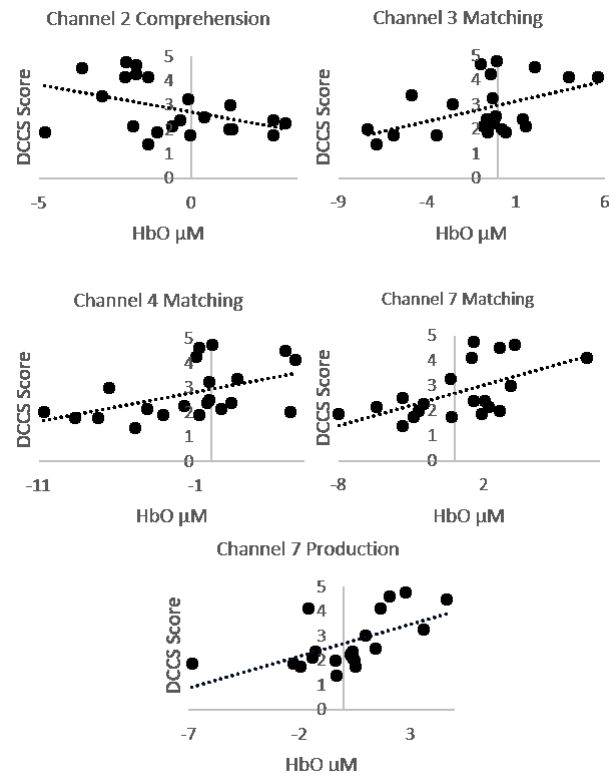 Channel 2 Comprehension
DCCS Score
5
4
3
2
1
0
-5 0
HbO μM
Channel 3 Matching
DCCS Score
5
4
3
2
1
0
-9 -4 1 6
HbO μM
Channel 4 Matching
DCCS Score
5
4
3
2
1
0
-11 -1
HbO μM
Channel 7 Matching
DCCS Score
5
4
3
2
1
0
-8 2
HbO μM
Channel 7 Production
DCCS Score
5
4
3
2
1
0
-7 -2 3
HbO μM